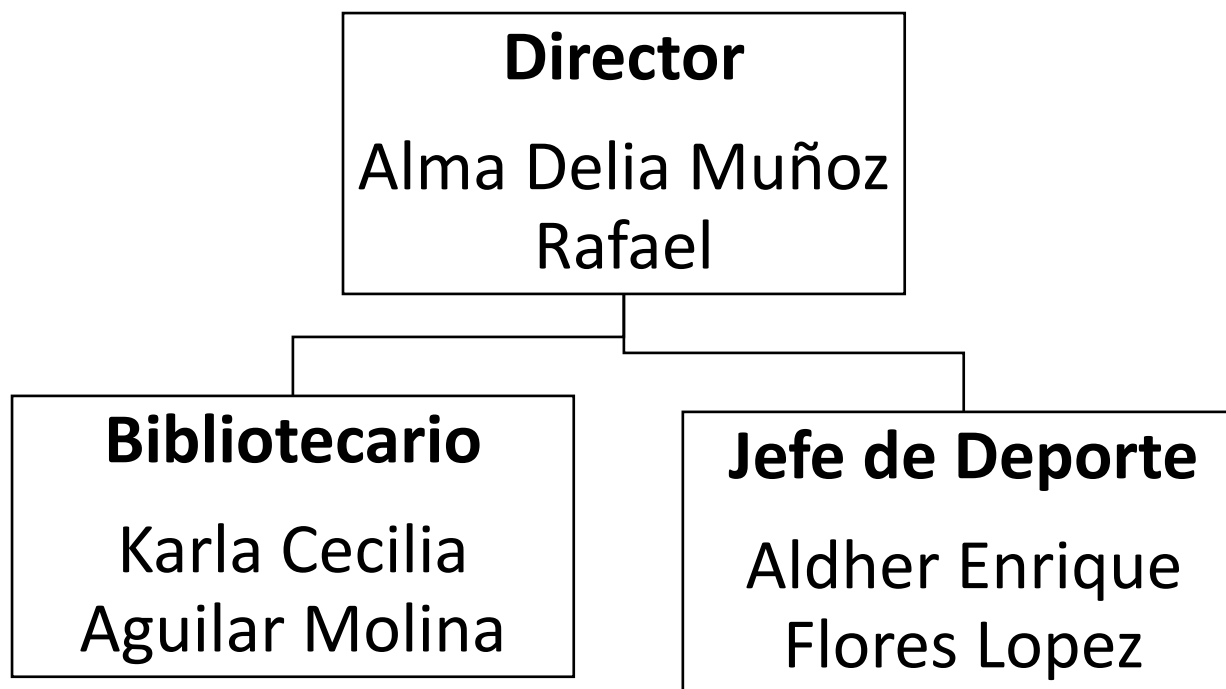 Director
Alma Delia Muñoz
Rafael
Bibliotecario
Karla Cecilia
Aguilar Molina
Jefe de Deporte
Aldher Enrique
Flores Lopez